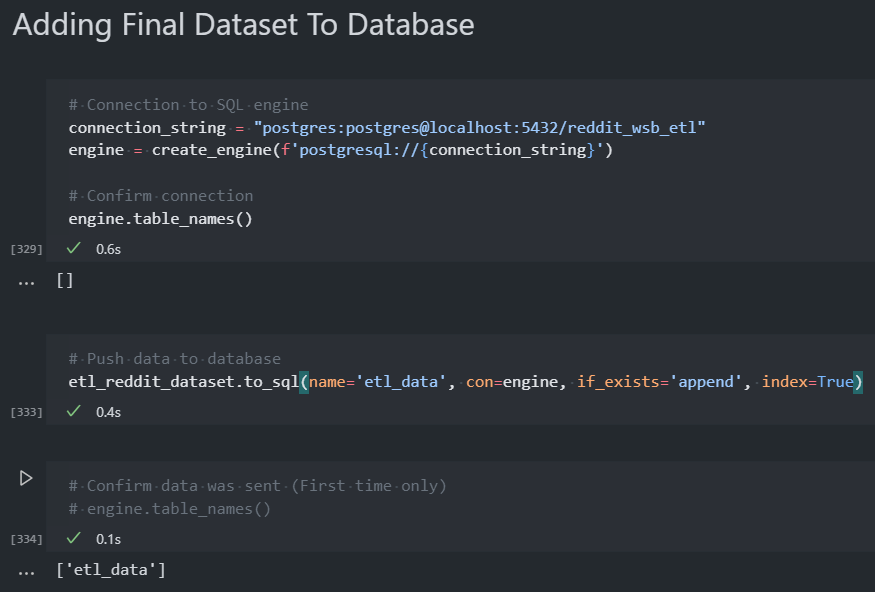 Adding Final Dataset To Database
# Connection to SQL engine
connection_string = "postgres:postgres@localhost:5432/reddit_wsb_etl"
engine = create_engine(f'postgresql://{connection_string}')
# Confirm connection
engine.table_names()
[329] ✓ 0.6s
... []
# Push data to database
etl_reddit_dataset.to_sql(name='etl_data', con=engine, if_exists='append', index=True)
[333] ✓ 0.4s
# Confirm data was sent (First time only)
# engine.table_names()
[334] ✓ 0.1s
... ['etl_data']